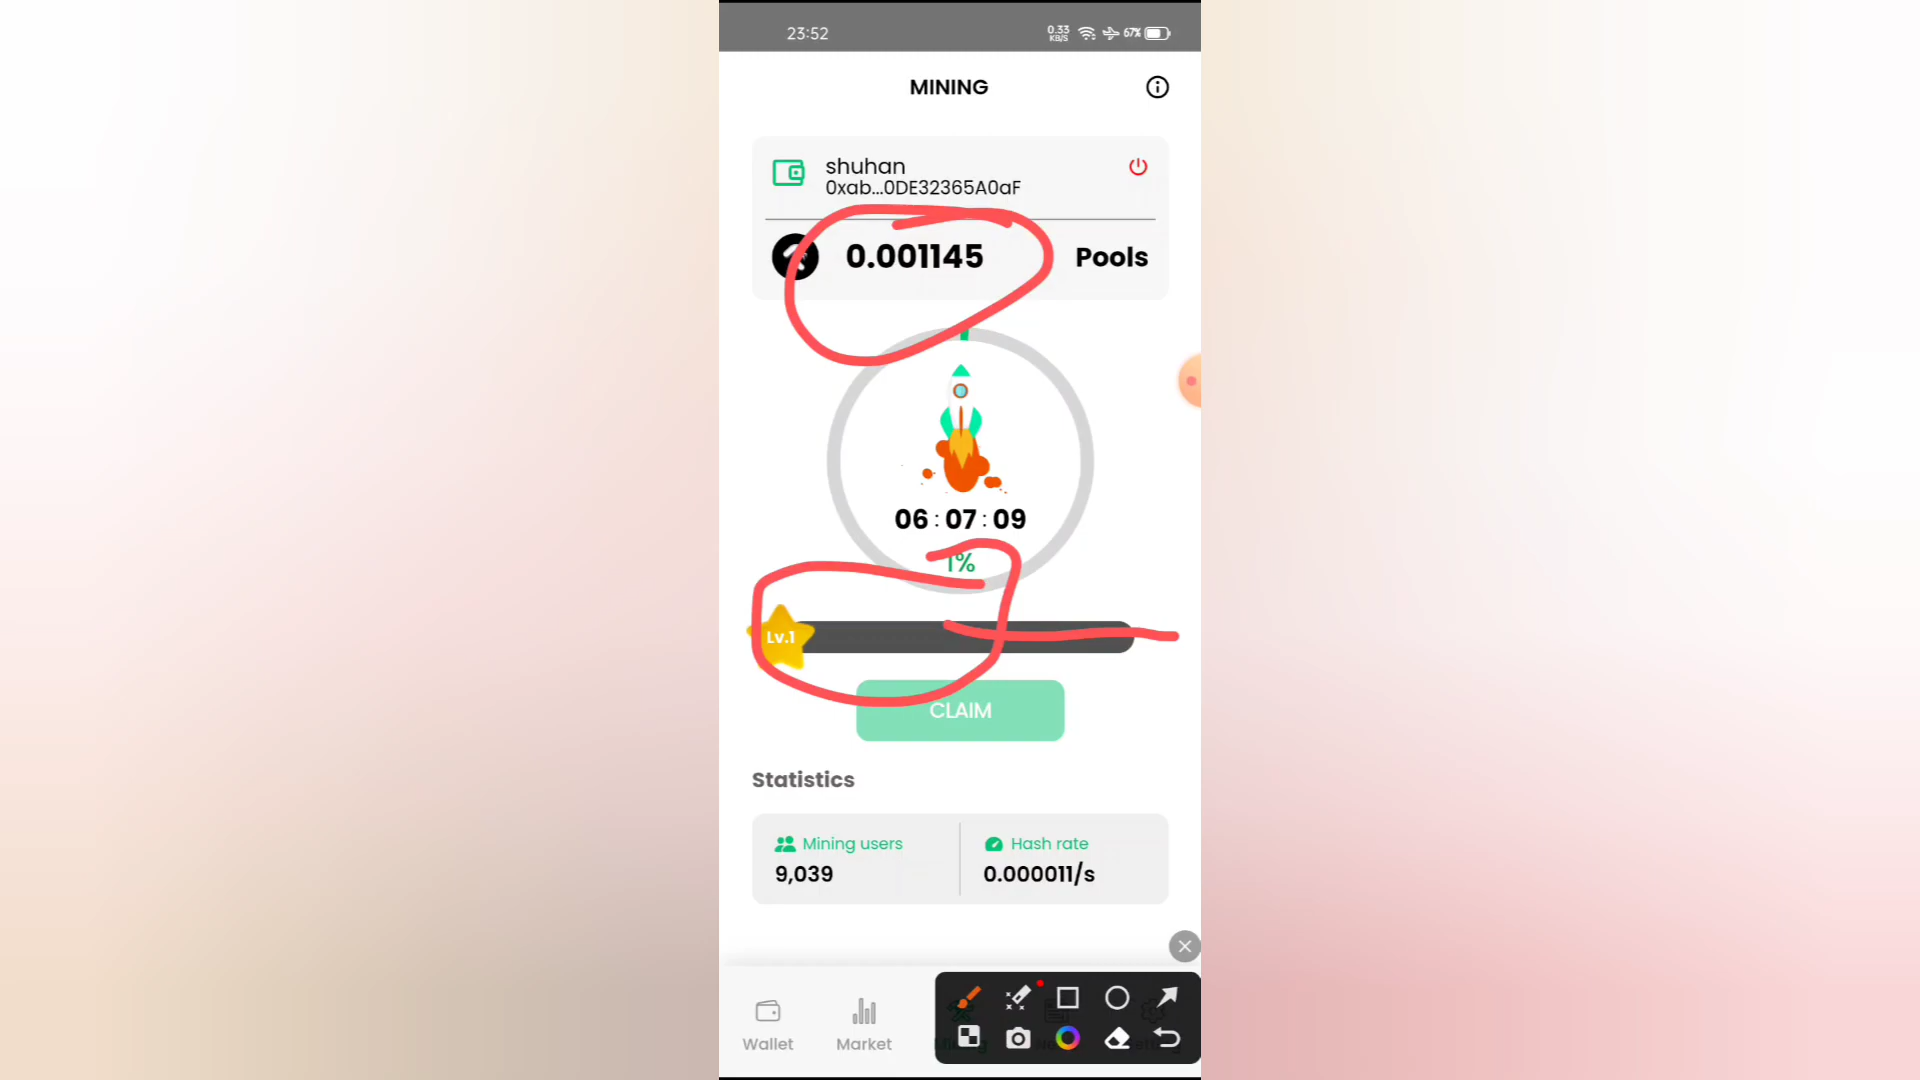 23:52
0.33
KB/S
67%
MINING
shuhan
0xab...0DE32365A0aF
0.001145 Pools
06 : 07 : 09
1%
Lv.1
CLAIM
Statistics
Mining users
9,039
Hash rate
0.000011/s
Wallet
Market